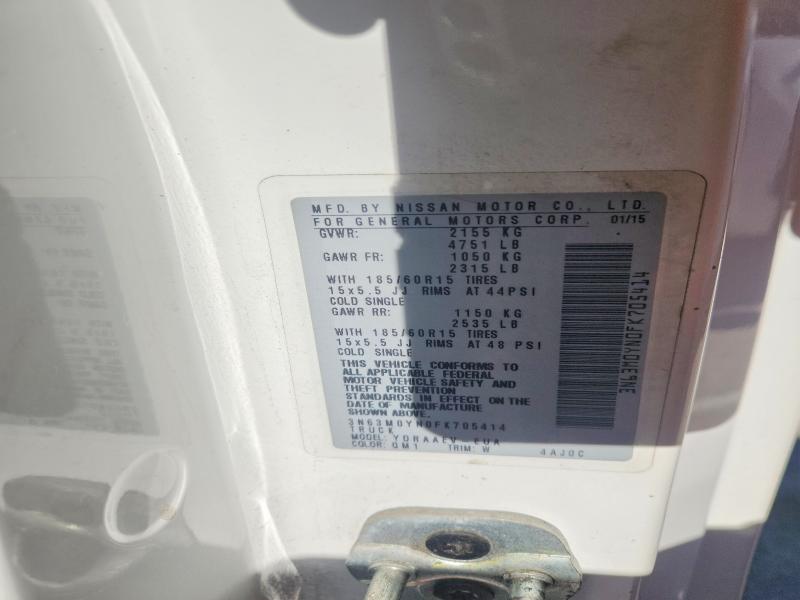 MFD. BY NISSAN MOTOR CO., LTD.
FOR GENERAL MOTORS CORP. 01/15
GVWR: 2155 KG
4751 LB
GAWR FR: 1050 KG
2315 LB
WITH 185/60R15 TIRES
15x5.5 JJ RIMS AT 44PSI
COLD SINGLE
GAWR RR: 1150 KG
2535 LB
WITH 185/60R15 TIRES
15x5.5 JJ RIMS AT 48 PSI
COLD SINGLE
THIS VEHICLE CONFORMS TO
ALL APPLICABLE FEDERAL
MOTOR VEHICLE SAFETY AND
THEFT PREVENTION
STANDARDS IN EFFECT ON THE
DATE OF MANUFACTURE
SHOWN ABOVE.
3N63M0YN0FK705414
TRUCK
MODEL: YDRAAEV-EUA
COLOR: QM1 TRIM: W 4AJ0C
3N63M0YN0FK705414